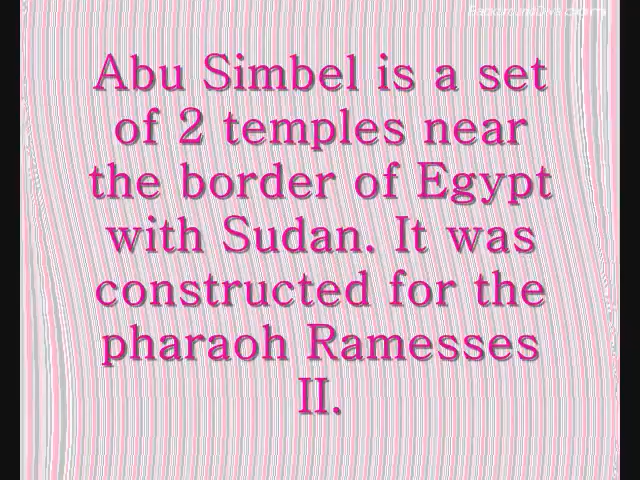 Abu Simbel is a set
of 2 temples near
the border of Egypt
with Sudan. It was
constructed for the
pharaoh Ramesses
II.